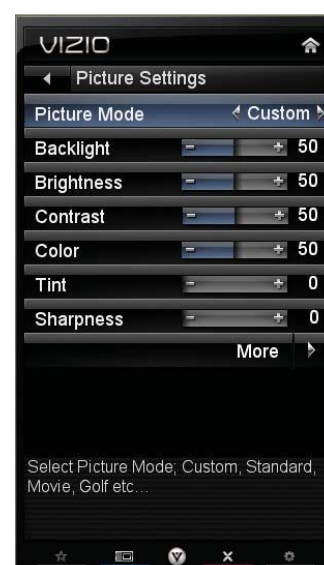 VIZIO
Picture Settings
Picture Mode Custom
Backlight - + 50
Brightness - + 50
Contrast - + 50
Color - + 50
Tint - + 0
Sharpness - + 0
More
Select Picture Mode; Custom, Standard,
Movie, Golf etc...
V